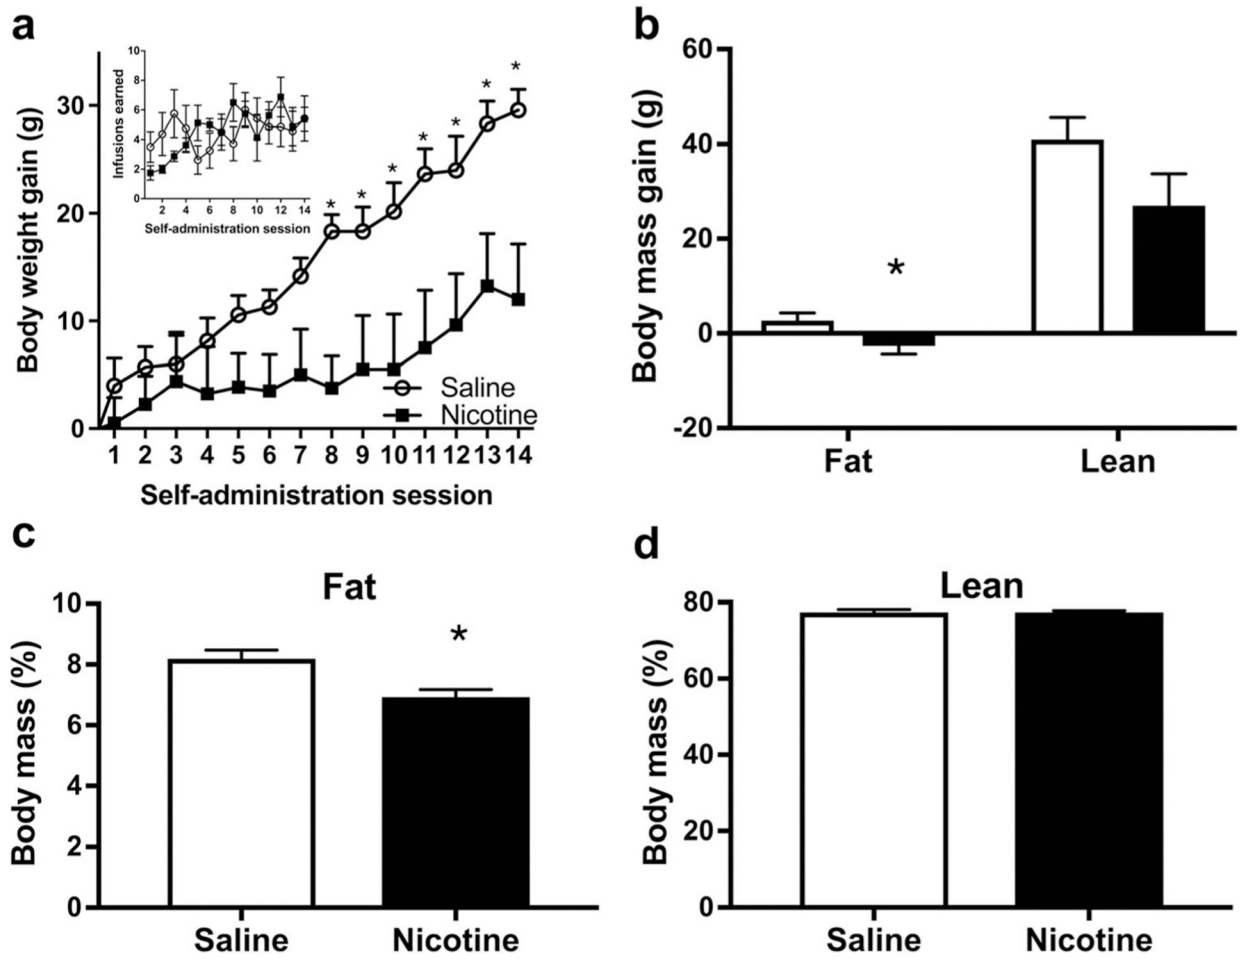 a
Body weight gain (g)
30
20
10
0
Infusions earned
10
8
6
4
2
0
2 4 6 8 10 12 14
Self-administration session
* * * * * * *
Saline
Nicotine
1 2 3 4 5 6 7 8 9 10 11 12 13 14
Self-administration session
b
Body mass gain (g)
60
40
20
0
-20
*
Fat Lean
c
Fat
Body mass (%)
10
8
6
4
2
0
*
Saline Nicotine
d
Lean
Body mass (%)
80
60
40
20
0
Saline Nicotine